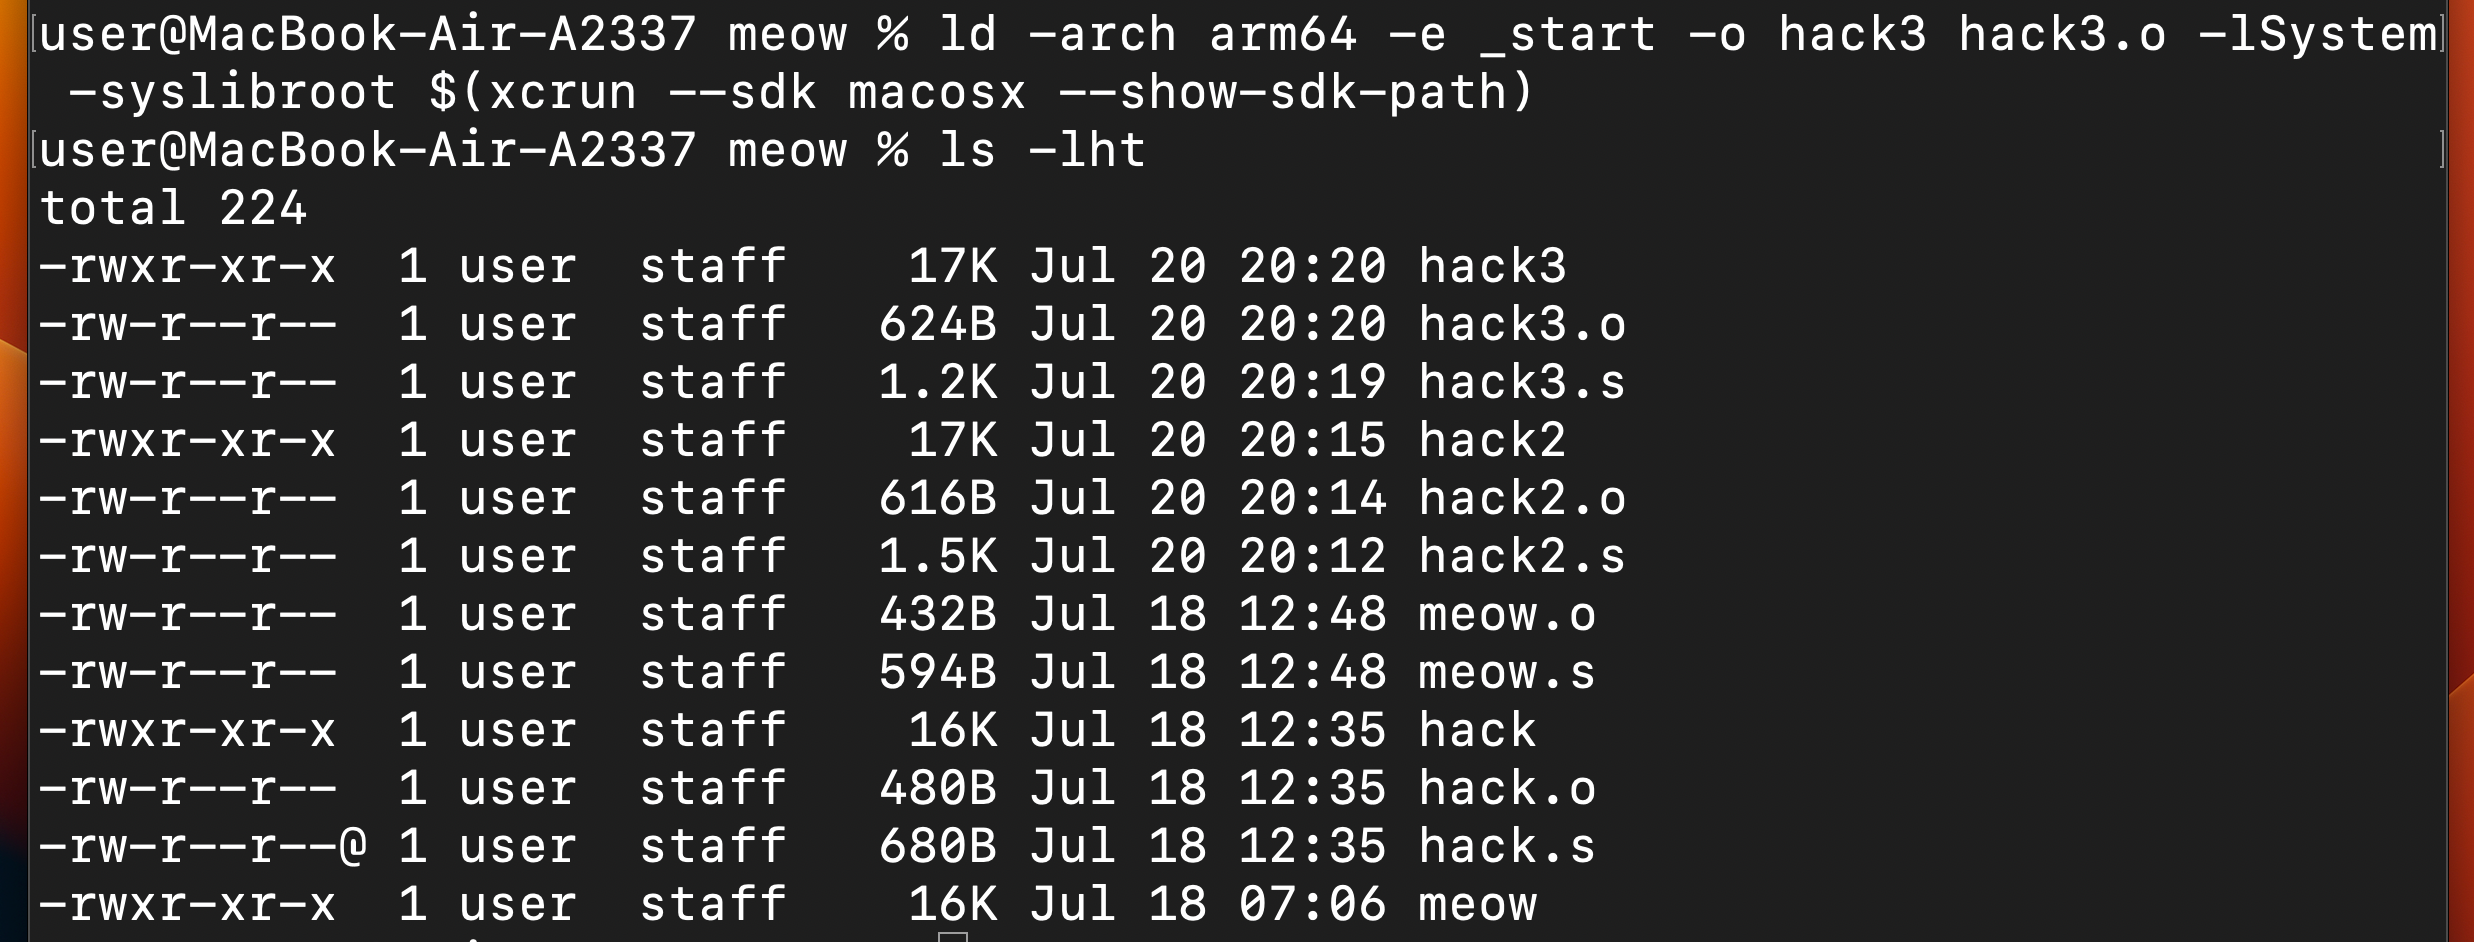 [user@MacBook-Air-A2337 meow % ld -arch arm64 -e _start -o hack3 hack3.o -lSystem]
 -syslibroot $(xcrun --sdk macosx --show-sdk-path)
[user@MacBook-Air-A2337 meow % ls -lht ]
total 224
-rwxr-xr-x  1 user  staff    17K Jul 20 20:20 hack3
-rw-r--r--  1 user  staff   624B Jul 20 20:20 hack3.o
-rw-r--r--  1 user  staff   1.2K Jul 20 20:19 hack3.s
-rwxr-xr-x  1 user  staff    17K Jul 20 20:15 hack2
-rw-r--r--  1 user  staff   616B Jul 20 20:14 hack2.o
-rw-r--r--  1 user  staff   1.5K Jul 20 20:12 hack2.s
-rw-r--r--  1 user  staff   432B Jul 18 12:48 meow.o
-rw-r--r--  1 user  staff   594B Jul 18 12:48 meow.s
-rwxr-xr-x  1 user  staff    16K Jul 18 12:35 hack
-rw-r--r--  1 user  staff   480B Jul 18 12:35 hack.o
-rw-r--r--@ 1 user  staff   680B Jul 18 12:35 hack.s
-rwxr-xr-x  1 user  staff    16K Jul 18 07:06 meow